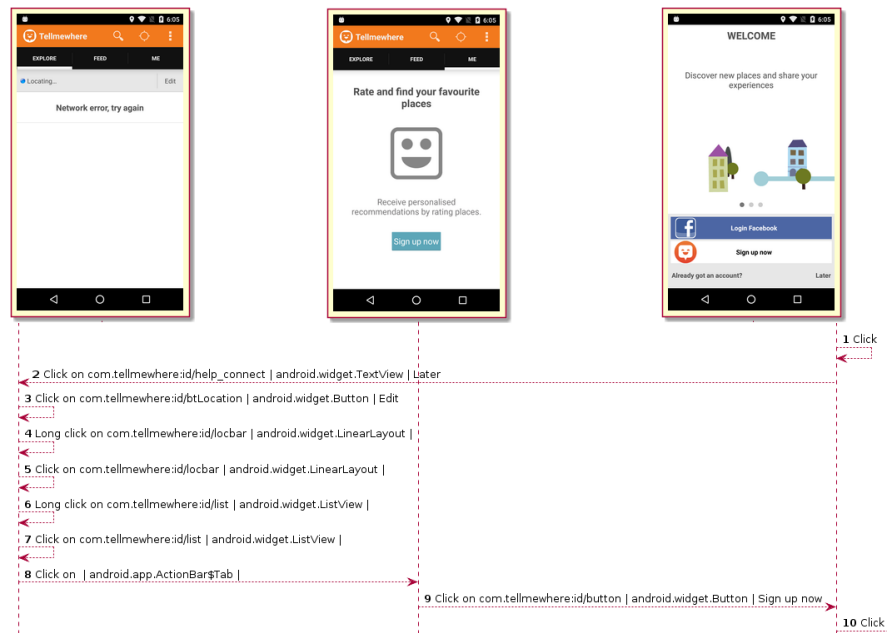 6:05
Tellmewhere
EXPLORE FEED ME
Locating... Edit
Network error, try again
6:05
Tellmewhere
EXPLORE FEED ME
Rate and find your favourite
places
Receive personalised
recommendations by rating places.
Sign up now
6:05
WELCOME
Discover new places and share your
experiences
f
Login Facebook
Sign up now
Already got an account? Later
1 Click
2 Click on com.tellmewhere:id/help_connect | android.widget.TextView | Later
3 Click on com.tellmewhere:id/btLocation | android.widget.Button | Edit
4 Long click on com.tellmewhere:id/locbar | android.widget.LinearLayout |
5 Click on com.tellmewhere:id/locbar | android.widget.LinearLayout |
6 Long click on com.tellmewhere:id/list | android.widget.ListView |
7 Click on com.tellmewhere:id/list | android.widget.ListView |
8 Click on | android.app.ActionBar$Tab |
9 Click on com.tellmewhere:id/button | android.widget.Button | Sign up now
10 Click